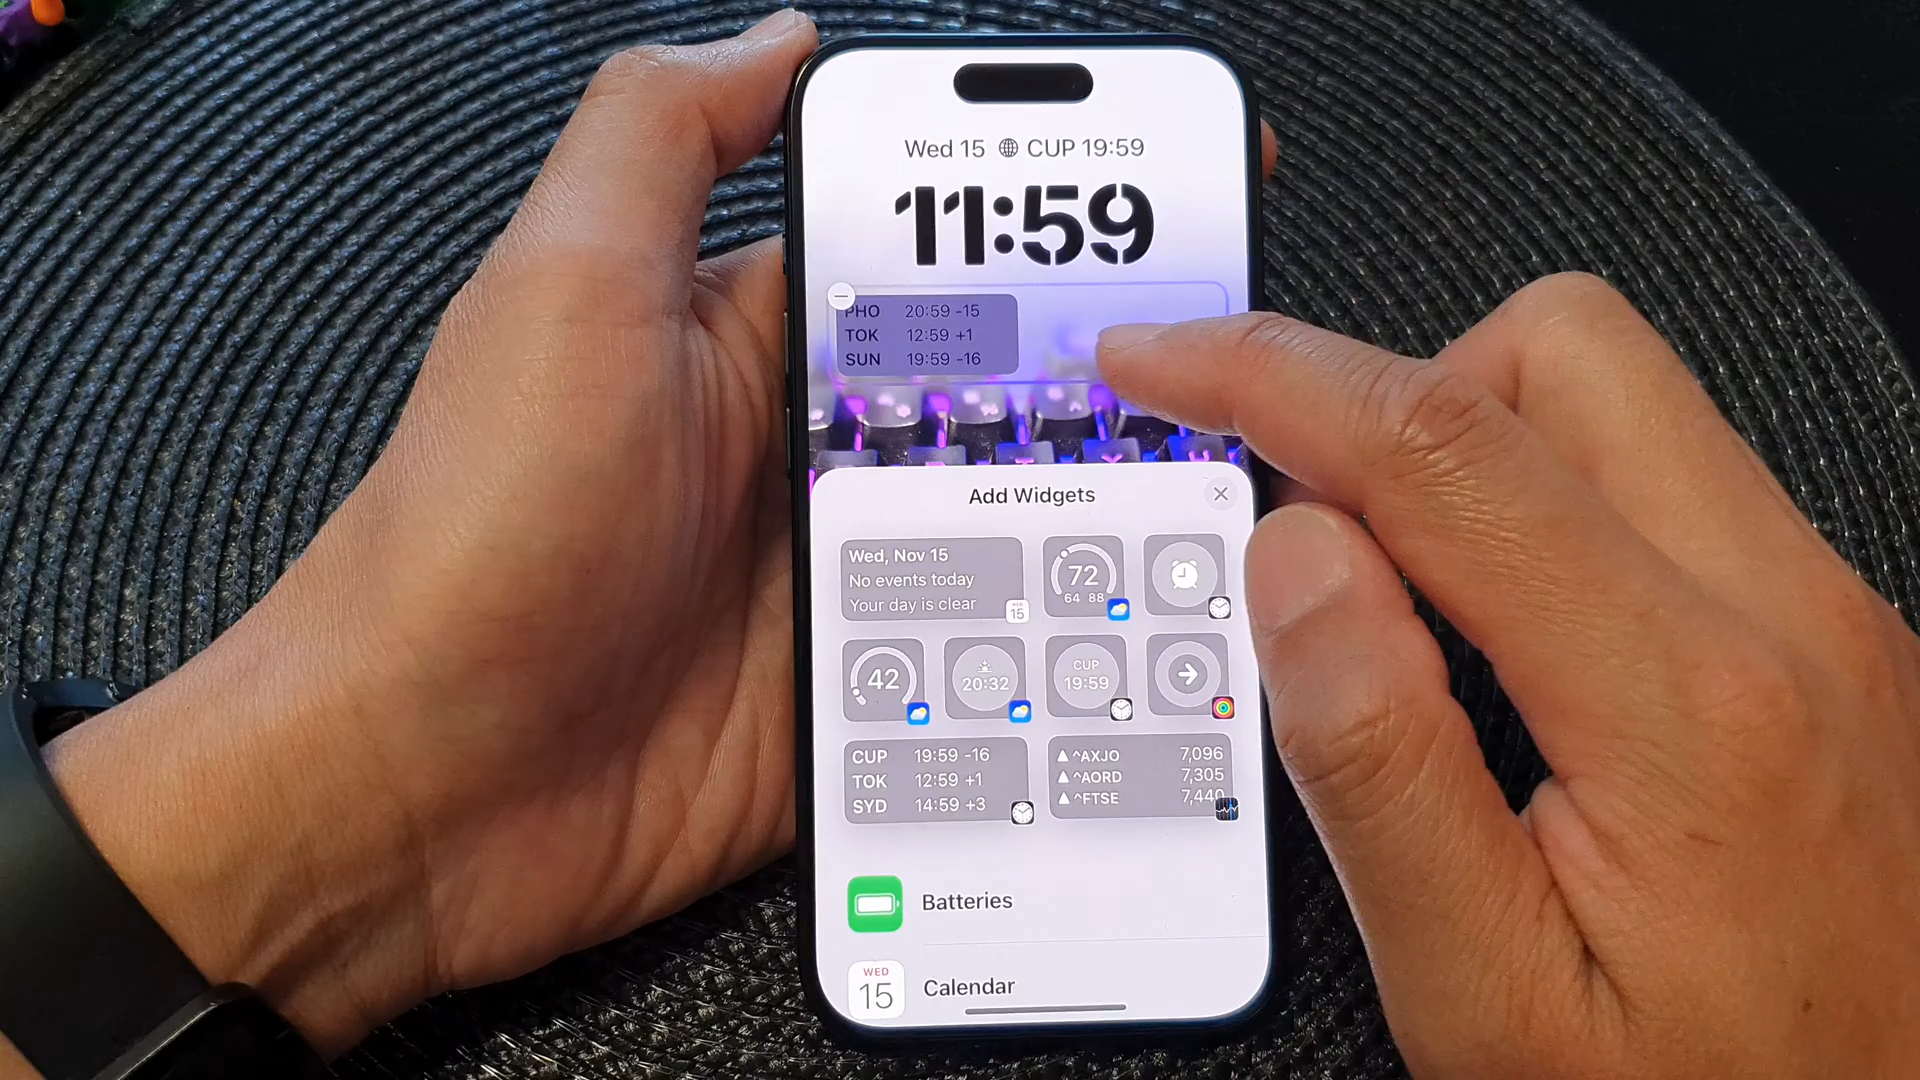 Wed 15 CUP 19:59
11:59
PHO 20:59 -15
TOK 12:59 +1
SUN 19:59 -16
Add Widgets
Wed, Nov 15
No events today
Your day is clear
15
72
64 88
42
20:32
CUP
19:59
CUP 19:59 -16
TOK 12:59 +1
SYD 14:59 +3
^AXJO 7,096
^AORD 7,305
^FTSE 7,440
Batteries
WED
15
Calendar